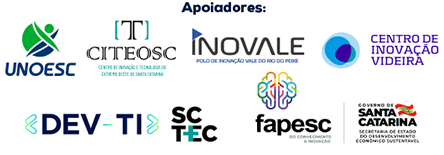 Apoiadores:
UNOESC
[T]
CITEOSC
CENTRO DE INOVAÇÃO E TECNOLOGIA DO
EXTREMO OESTE DE SANTA CATARINA
INOVALE
POLO DE INOVAÇÃO VALE DO RIO DO PEIXE
CENTRO DE
INOVAÇÃO
VIDEIRA
DEV-TI
SC
TEC
fapesc
DO CONHECIMENTO
À INOVAÇÃO
GOVERNO DE
SANTA
CATARINA
SECRETARIA DE ESTADO
DO DESENVOLVIMENTO
ECONÔMICO SUSTENTÁVEL